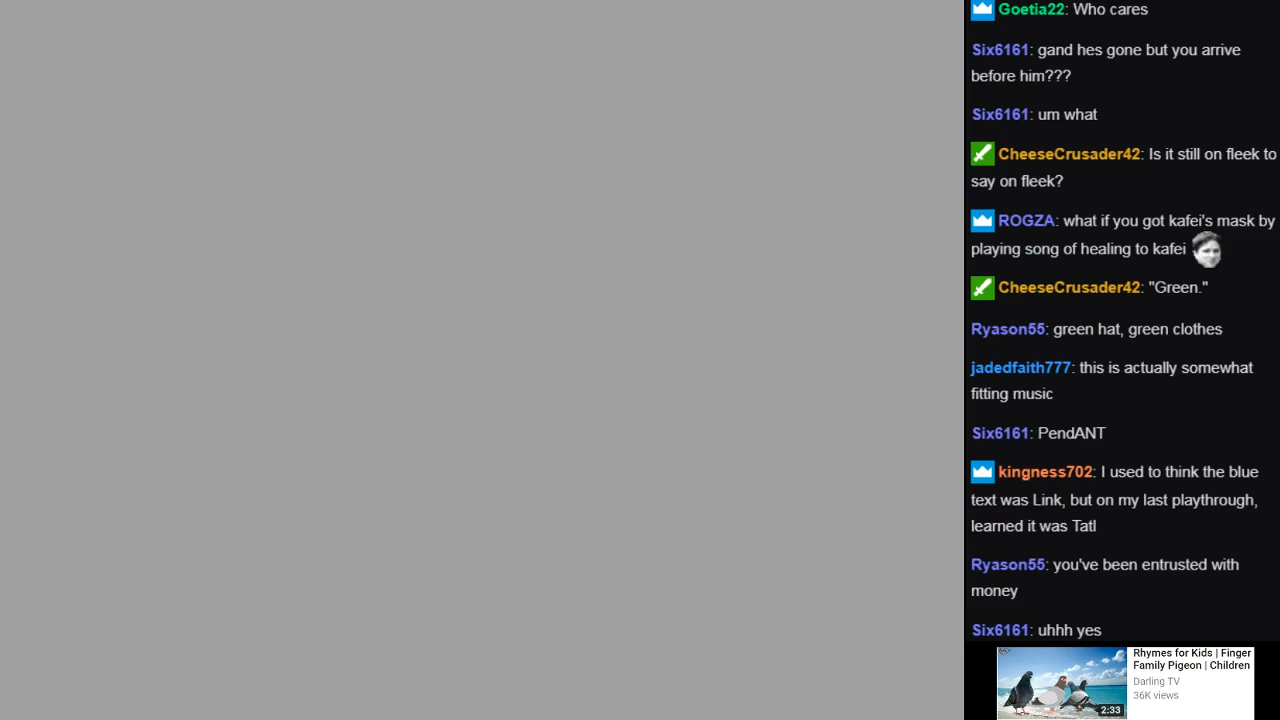 Goetia22: Who cares
Six6161: gand hes gone but you arrive
before him???
Six6161: um what
CheeseCrusader42: Is it still on fleek to
say on fleek?
ROGZA: what if you got kafei's mask by
playing song of healing to kafei
CheeseCrusader42: "Green."
Ryason55: green hat, green clothes
jadedfaith777: this is actually somewhat
fitting music
Six6161: PendANT
kingness702: I used to think the blue
text was Link, but on my last playthrough,
learned it was Tatl
Ryason55: you've been entrusted with
money
Six6161: uhhh yes
Rhymes for Kids | Finger
Family Pigeon | Children
Darling TV
36K views
2:33